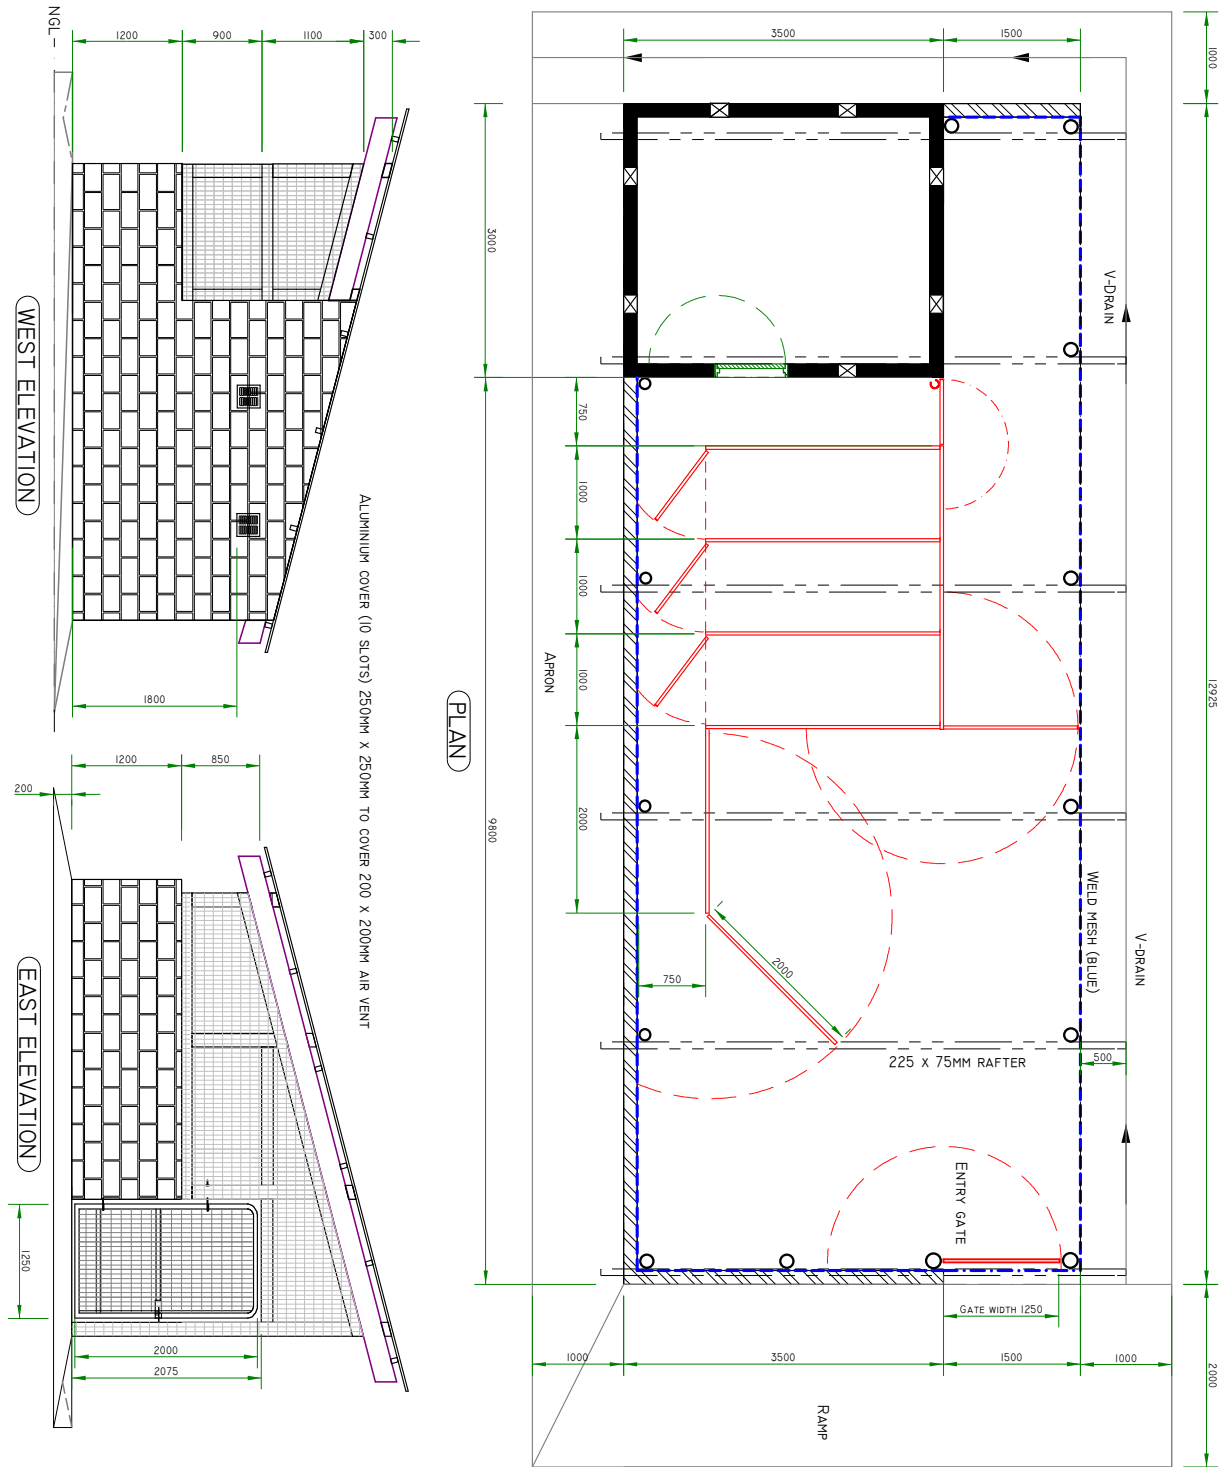 1000
3500
1500
12925
3000
V-DRAIN
750
1000
1000
1000
2000
9800
APRON
2000
750
WELD MESH (BLUE)
V-DRAIN
225 X 75MM RAFTER
500
ENTRY GATE
GATE WIDTH 1250
1000
3500
1500
1000
2000
RAMP
PLAN
ALUMINIUM COVER (10 SLOTS) 250MM X 250MM TO COVER 200 X 200MM AIR VENT
NGL
1200
900
1100
300
1800
WEST ELEVATION
1200
850
200
1250
2000
2075
EAST ELEVATION